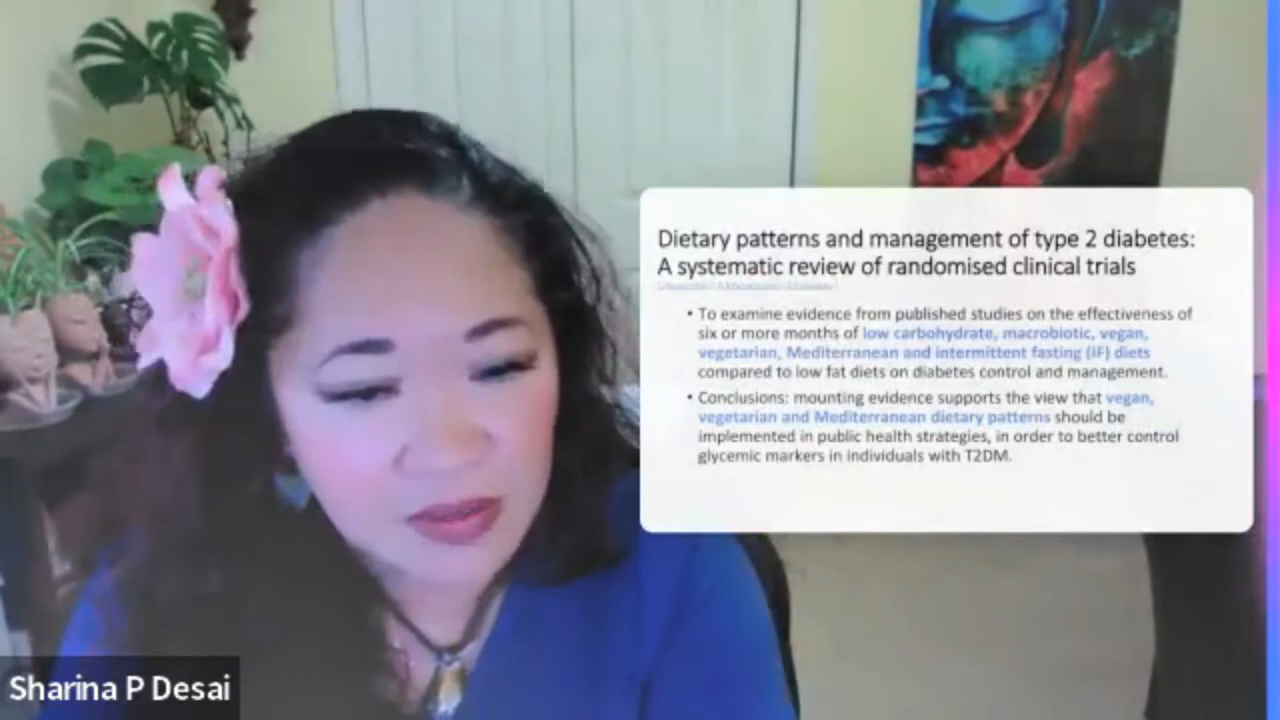 Dietary patterns and management of type 2 diabetes:
A systematic review of randomised clinical trials
• To examine evidence from published studies on the effectiveness of
six or more months of low carbohydrate, macrobiotic, vegan,
vegetarian, Mediterranean and intermittent fasting (IF) diets
compared to low fat diets on diabetes control and management.
• Conclusions: mounting evidence supports the view that vegan,
vegetarian and Mediterranean dietary patterns should be
implemented in public health strategies, in order to better control
glycemic markers in individuals with T2DM.
Sharina P Desai